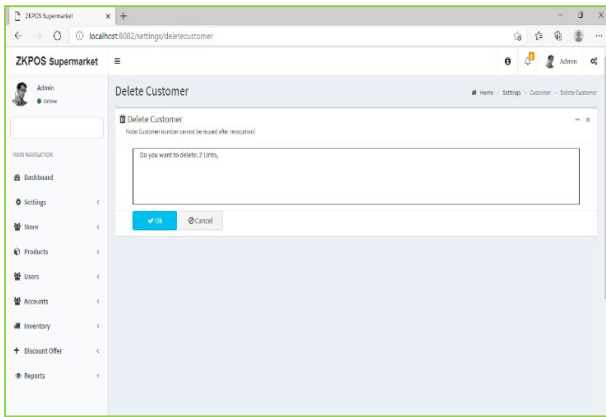 ZKPOS Supermarket
localhost:8082/settings/deletecustomer
ZKPOS Supermarket
Admin
Admin
Online
Delete Customer
Home - Settings - Customer - Delete Customer
Delete Customer
Note: Customer number cannot be reused after revocation!
Do you want to delete: 2 Linto,
Ok
Cancel
MAIN NAVIGATION
Dashboard
Settings
Store
Products
Users
Accounts
Inventory
Discount Offer
Reports